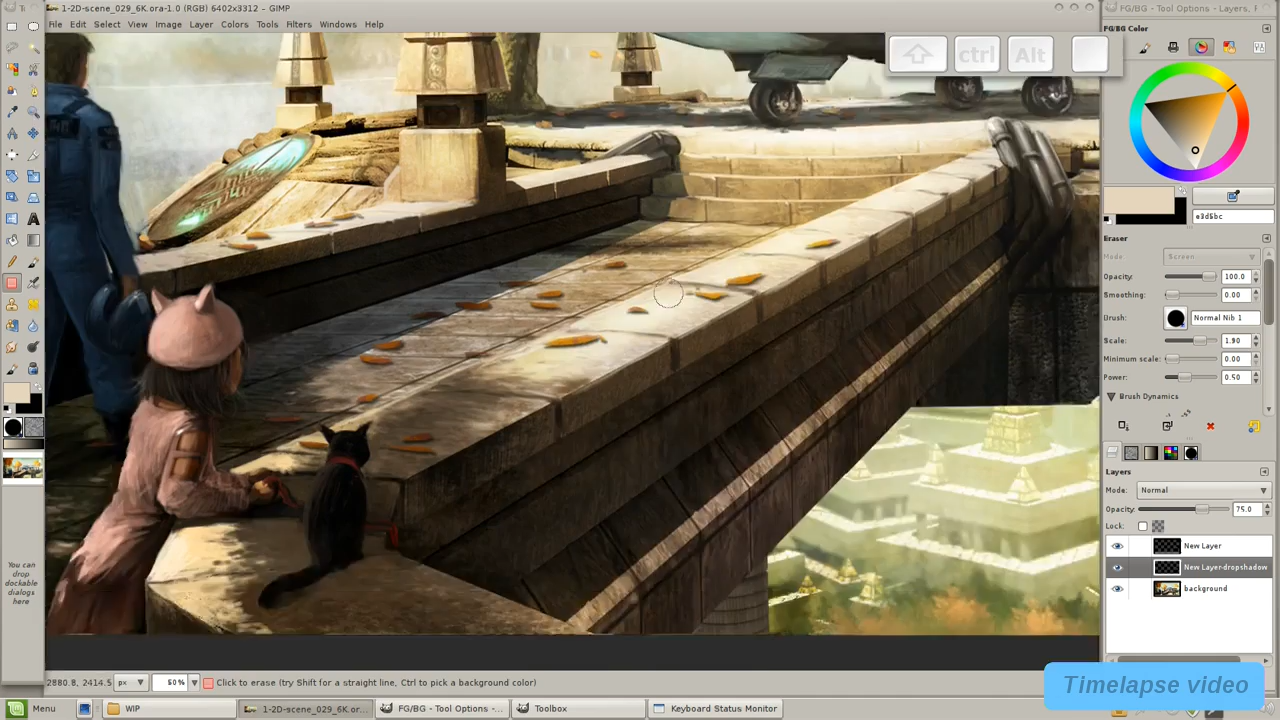 1-2D-scene_029_6K.ora-1.0 (RGB) 6402x3312 – GIMP
FG/BG - Tool Options - Layers,
File Edit Select View Image Layer Colors Tools Filters Windows Help
ctrl
Alt
FG/BG Color
e3d5bc
Eraser
Mode
Screen
Opacity:
100.0
Smoothing:
0.00
Brush:
Normal Nib 1
Scale:
1.90
Minimum scale:
0.00
Power:
0.50
Brush Dynamics
Layers
Mode:
Normal
Opacity:
75.0
Lock:
New Layer
New Layer-dropshadow
background
You can
drop
dockable
dialogs
here
2880.8, 2414.5
px
50%
Click to erase (try Shift for a straight line, Ctrl to pick a background color)
Timelapse video
Menu
WIP
1-2D-scene_029_6K.or...
FG/BG - Tool Options -...
Toolbox
Keyboard Status Monitor